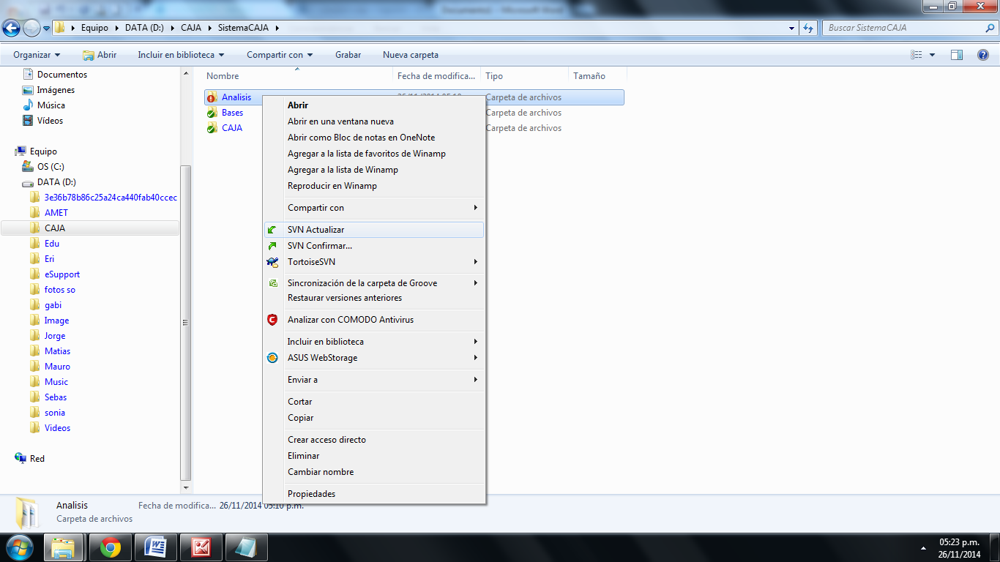 Equipo DATA (D:) CAJA SistemaCAJA
Buscar SistemaCAJA
Organizar Abrir Incluir en biblioteca Compartir con Grabar Nueva carpeta
Documentos
Imágenes
Música
Vídeos
Equipo
OS (C:)
DATA (D:)
3e36b78b86c25a24ca440fab40ccec
AMET
CAJA
Edu
Eri
eSupport
fotos so
gabi
Image
Jorge
Matias
Mauro
Music
Sebas
sonia
Videos
Red
Nombre Fecha de modifica... Tipo Tamaño
Analisis Carpeta de archivos
Bases Carpeta de archivos
CAJA Carpeta de archivos
Abrir
Abrir en una ventana nueva
Abrir como Bloc de notas en OneNote
Agregar a la lista de favoritos de Winamp
Agregar a la lista de Winamp
Reproducir en Winamp
Compartir con
SVN Actualizar
SVN Confirmar...
TortoiseSVN
Sincronización de la carpeta de Groove
Restaurar versiones anteriores
Analizar con COMODO Antivirus
Incluir en biblioteca
ASUS WebStorage
Enviar a
Cortar
Copiar
Crear acceso directo
Eliminar
Cambiar nombre
Propiedades
Analisis Fecha de modifica... 26/11/2014 05:10 p.m.
Carpeta de archivos
05:23 p.m.
26/11/2014